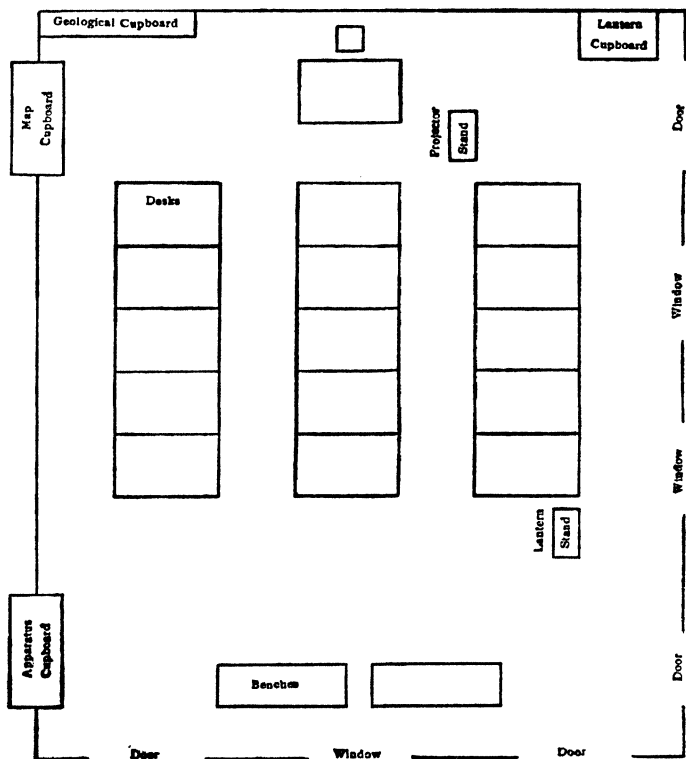 Geological Cupboard
Lantern
Cupboard
Map
Cupboard
Door
Projector
Stand
Desks
Window
Window
Lantern
Stand
Apparatus
Cupboard
Benches
Door
Door
Window
Door